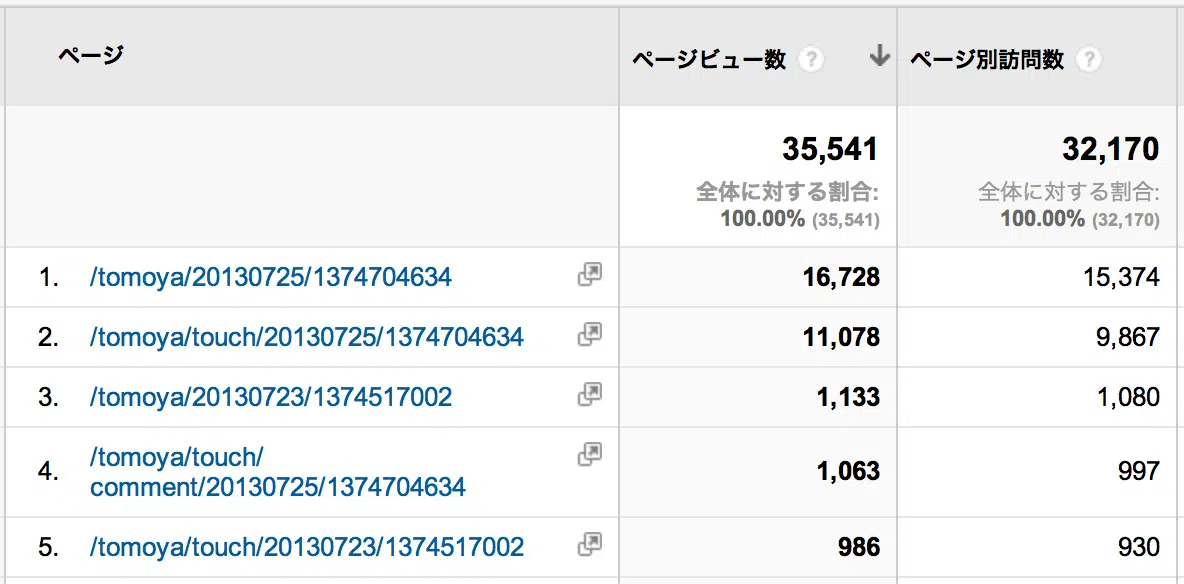 ページ
ページビュー数 ?
ページ別訪問数 ?
35,541
全体に対する割合:
100.00% (35,541)
32,170
全体に対する割合:
100.00% (32,170)
1. /tomoya/20130725/1374704634 16,728 15,374
2. /tomoya/touch/20130725/1374704634 11,078 9,867
3. /tomoya/20130723/1374517002 1,133 1,080
4. /tomoya/touch/
comment/20130725/1374704634 1,063 997
5. /tomoya/touch/20130723/1374517002 986 930